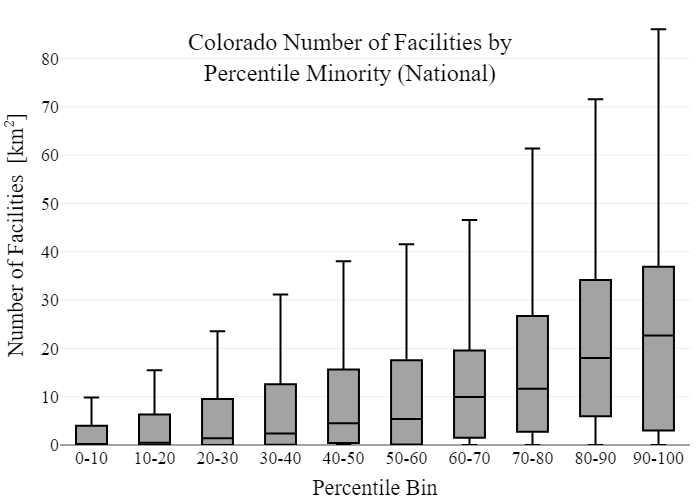 Colorado Number of Facilities by
Percentile Minority (National)
Number of Facilities [km²]
80
70
60
50
40
30
20
10
0
0-10 10-20 20-30 30-40 40-50 50-60 60-70 70-80 80-90 90-100
Percentile Bin